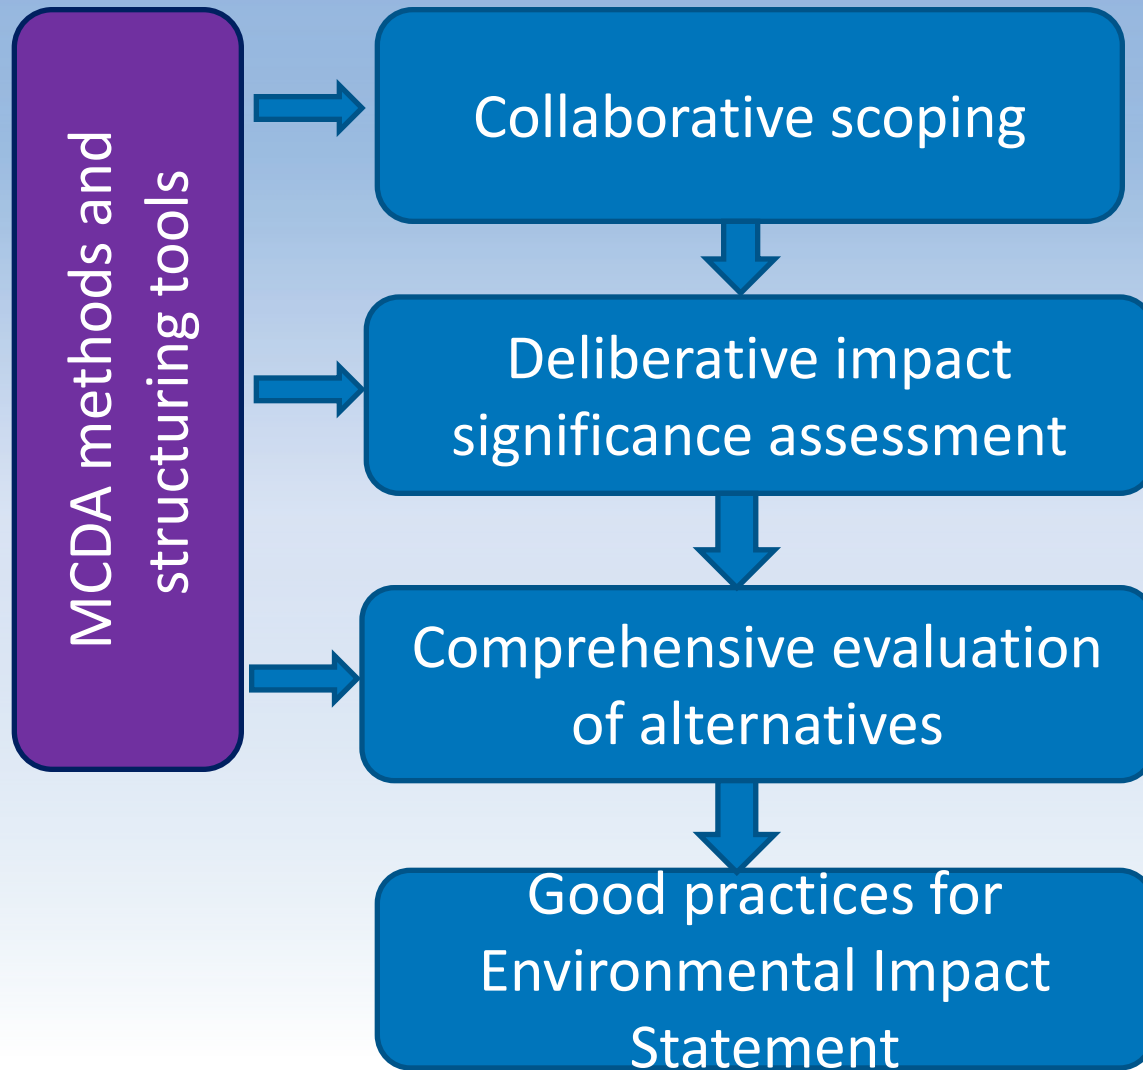 MCDA methods and
structuring tools
Collaborative scoping
Deliberative impact
significance assessment
Comprehensive evaluation
of alternatives
Good practices for
Environmental Impact
Statement